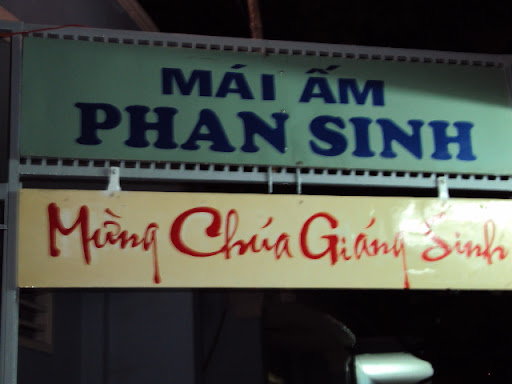 MÁI ẤM
PHAN SINH
Mừng Chúa Giáng Sinh